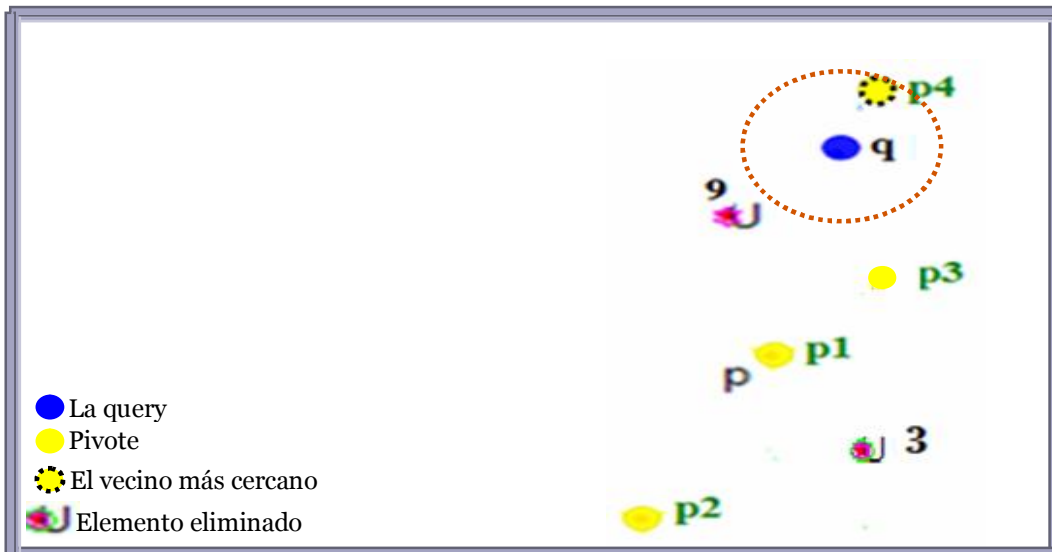 p4
q
9
U
p3
p1
p
U 3
p2
La query
Pivote
El vecino más cercano
U Elemento eliminado